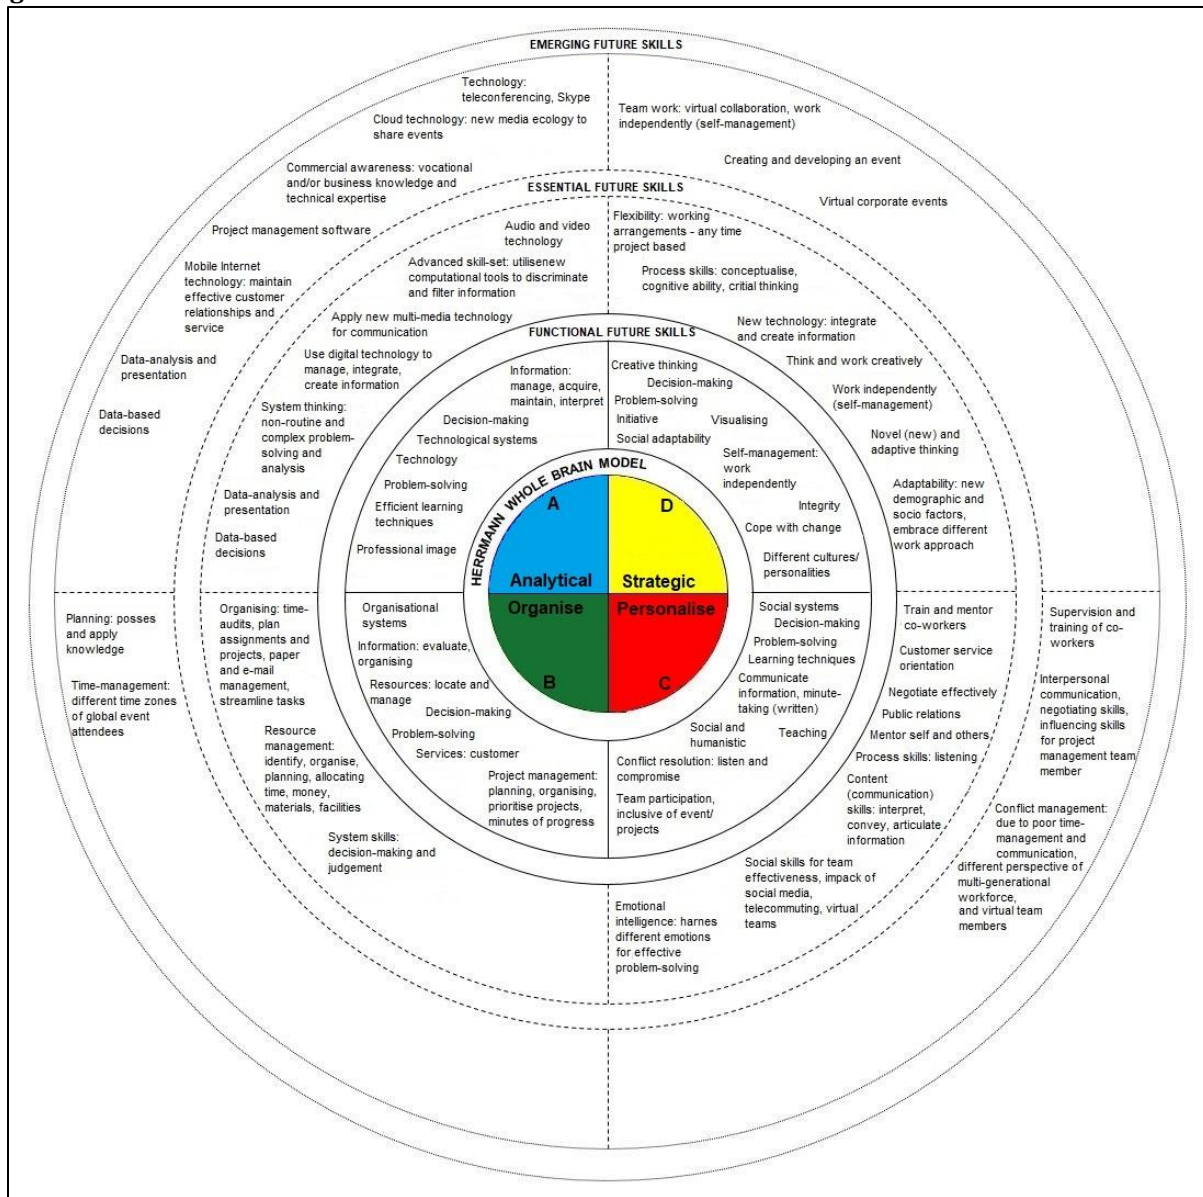 EMERGING FUTURE SKILLS
Technology:
teleconferencing, Skype
Cloud technology: new media ecology to
share events
Commercial awareness: vocational
and/or business knowledge and
technical expertise
Project management software
Mobile Internet
technology: maintain
effective customer
relationships and
service
Data-analysis and
presentation
Data-based
decisions
Team work: virtual collaboration, work
independently (self-management)
Creating and developing an event
Virtual corporate events
ESSENTIAL FUTURE SKILLS
Audio and video
technology
Advanced skill-set: utilisenew
computational tools to discriminate
and filter information
Apply new multi-media technology
for communication
Use digital technology to
manage, integrate,
create information
System thinking:
non-routine and
complex problem-
solving and
analysis
Data-analysis and
presentation
Data-based
decisions
Flexibility: working
arrangements - any time
project based
Process skills: conceptualise,
cognitive ability, critial thinking
New technology: integrate
and create information
Think and work creatively
Work independently
(self-management)
Novel (new) and
adaptive thinking
Adaptability: new
demographic and
socio factors,
embrace different
work approach
FUNCTIONAL FUTURE SKILLS
Information:
manage, acquire,
maintain, interpret
Decision-making
Technological systems
Technology
Problem-solving
Efficient learning
techniques
Professional image
Creative thinking
Decision-making
Problem-solving
Initiative
Visualising
Social adaptability
Self-management:
work
independently
Integrity
Cope with change
Different cultures/
personalities
HERRMANN WHOLE BRAIN MODEL
A
D
Analytical
Strategic
Organise
Personalise
B
C
Organisational
systems
Information: evaluate,
organising
Resources: locate and
manage
Decision-making
Problem-solving
Services: customer
Project management:
planning, organising,
prioritise projects,
minutes of progress
Social systems
Decision-making
Problem-solving
Learning techniques
Communicate
information, minute-
taking (written)
Social and
humanistic
Teaching
Conflict resolution: listen and
compromise
Team participation,
inclusive of event/
projects
Organising: time-
audits, plan
assignments and
projects, paper
and e-mail
management,
streamline tasks
Resource
management:
identify, organise,
planning, allocating
time, money,
materials, facilities
System skills:
decision-making and
judgement
Train and mentor
co-workers
Customer service
orientation
Negotiate effectively
Public relations
Mentor self and others,
Process skills: listening
Content
(communication)
skills: interpret,
convey, articulate
information
Social skills for team
effectiveness, impact of
social media,
telecommuting, virtual
teams
Emotional
intelligence: harnes
different emotions
for effective
problem-solving
Planning: posses
and apply
knowledge
Time-management:
different time zones
of global event
attendees
Supervision and
training of co-
workers
Interpersonal
communication,
negotiating skills,
influencing skills
for project
management team
member
Conflict management:
due to poor time-
management and
communication,
different perspective of
multi-generational
workforce,
and virtual team
members